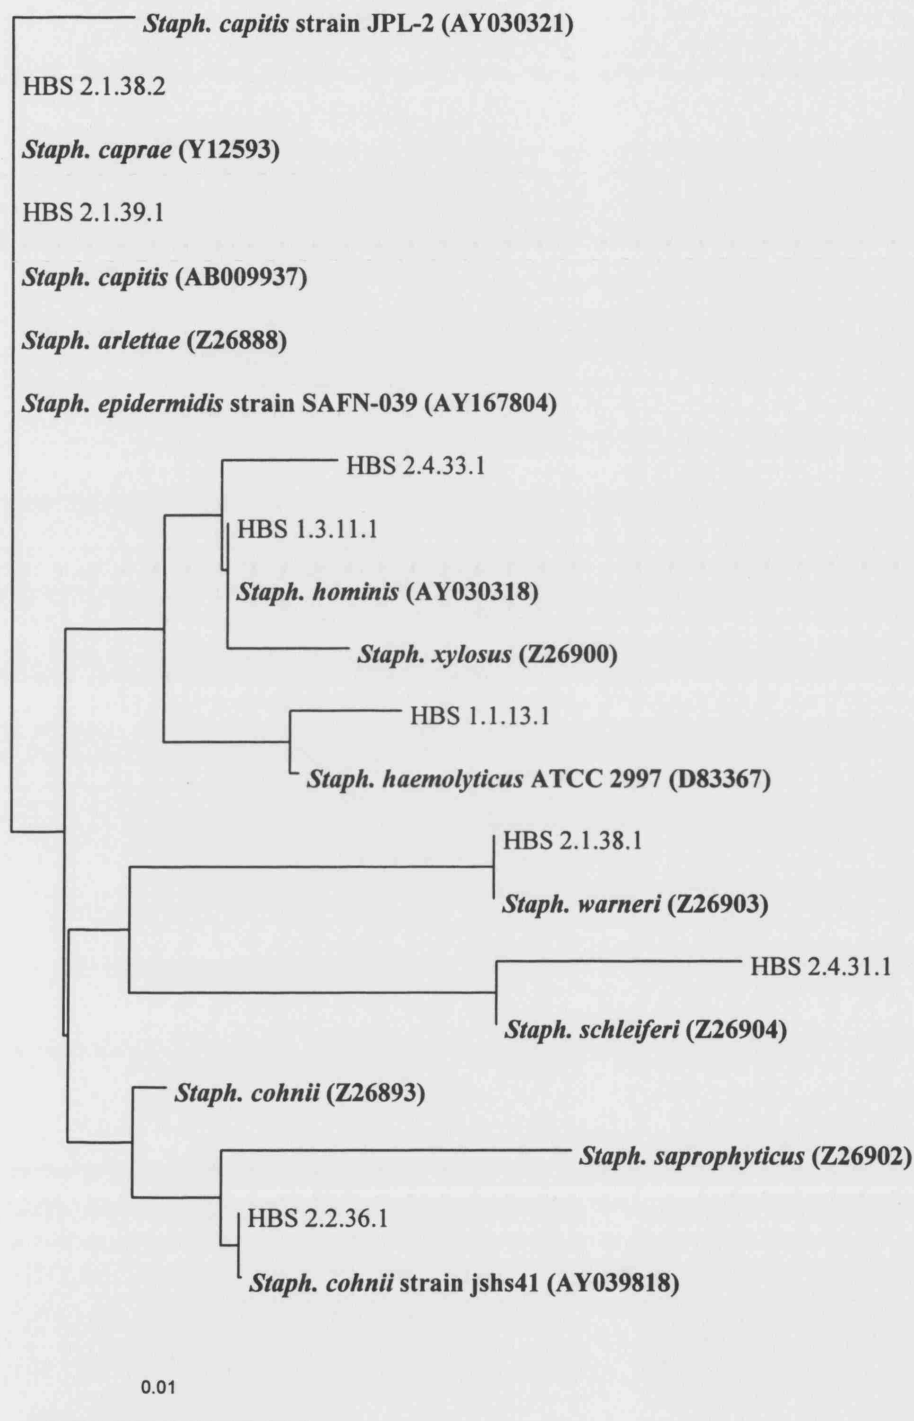 Staph. capitis strain JPL-2 (AY030321)
HBS 2.1.38.2
Staph. caprae (Y12593)
HBS 2.1.39.1
Staph. capitis (AB009937)
Staph. arlettae (Z26888)
Staph. epidermidis strain SAFN-039 (AY167804)
HBS 2.4.33.1
HBS 1.3.11.1
Staph. hominis (AY030318)
Staph. xylosus (Z26900)
HBS 1.1.13.1
Staph. haemolyticus ATCC 2997 (D83367)
HBS 2.1.38.1
Staph. warneri (Z26903)
HBS 2.4.31.1
Staph. schleiferi (Z26904)
Staph. cohnii (Z26893)
Staph. saprophyticus (Z26902)
HBS 2.2.36.1
Staph. cohnii strain jshs41 (AY039818)
0.01